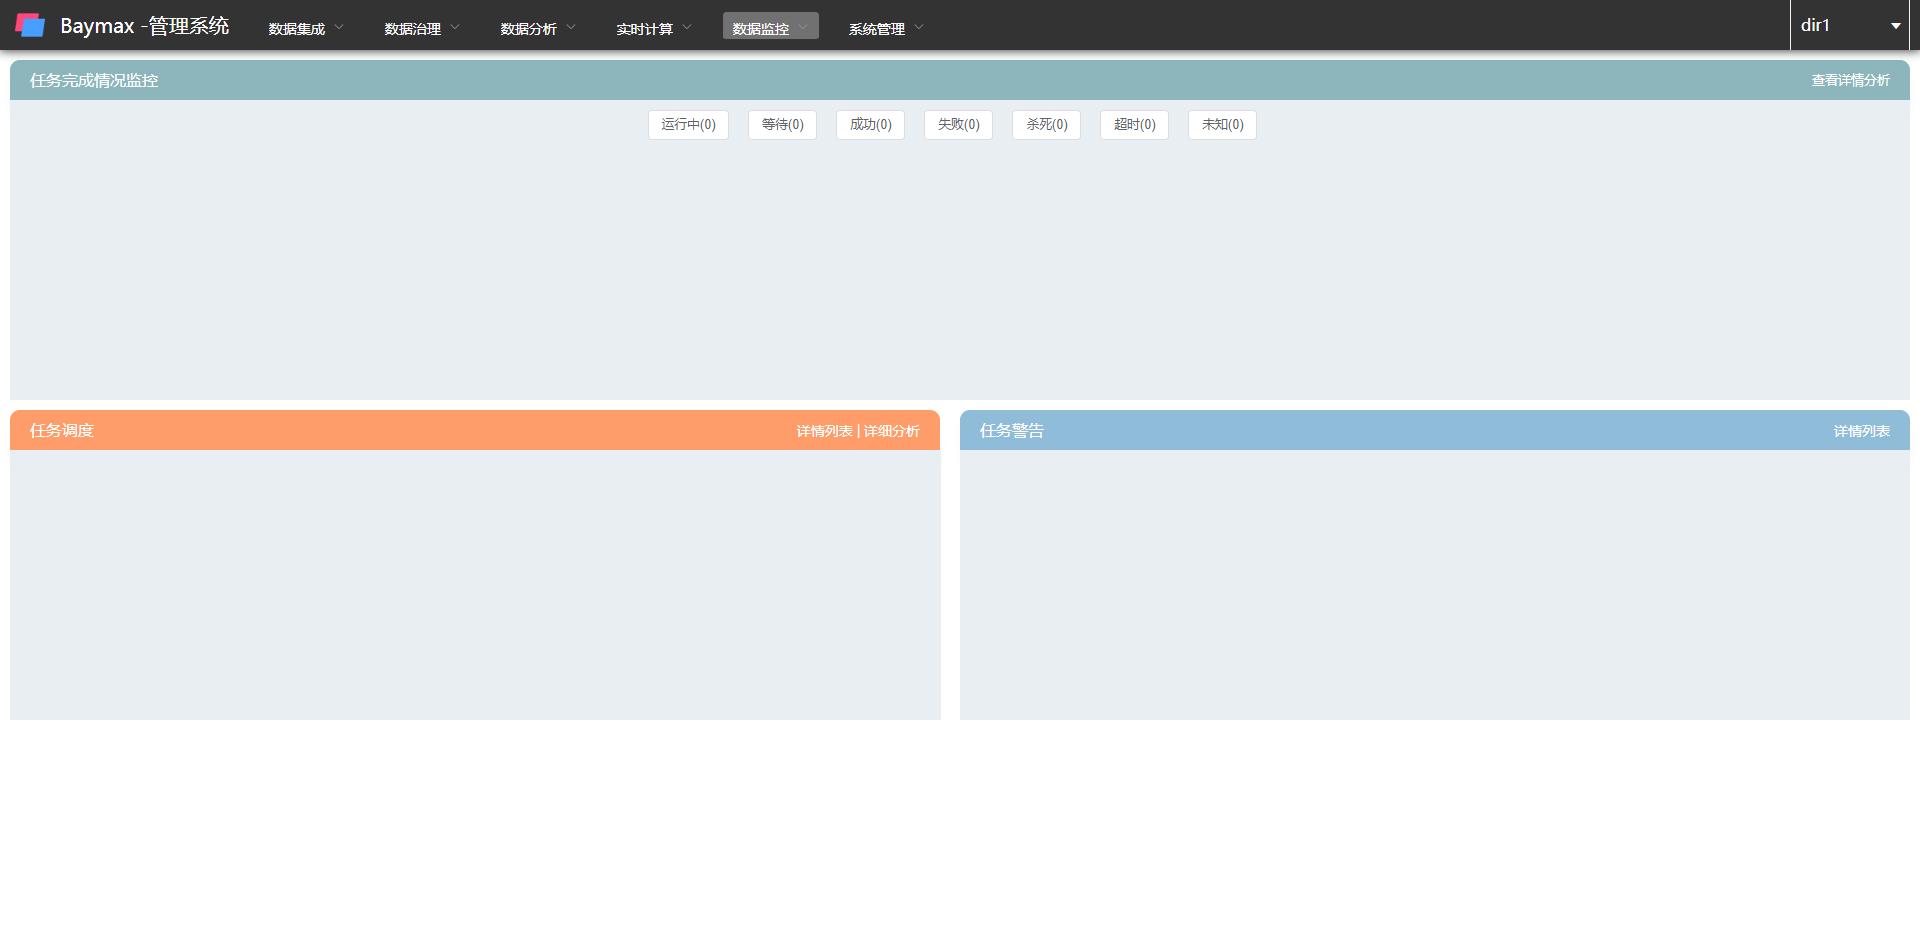 Baymax -管理系统 数据集成 数据治理 数据分析 实时计算 数据监控 系统管理 dir1
任务完成情况监控 查看详情分析
运行中(0) 等待(0) 成功(0) 失败(0) 杀死(0) 超时(0) 未知(0)
任务调度 详情列表 | 详细分析
任务警告 详情列表